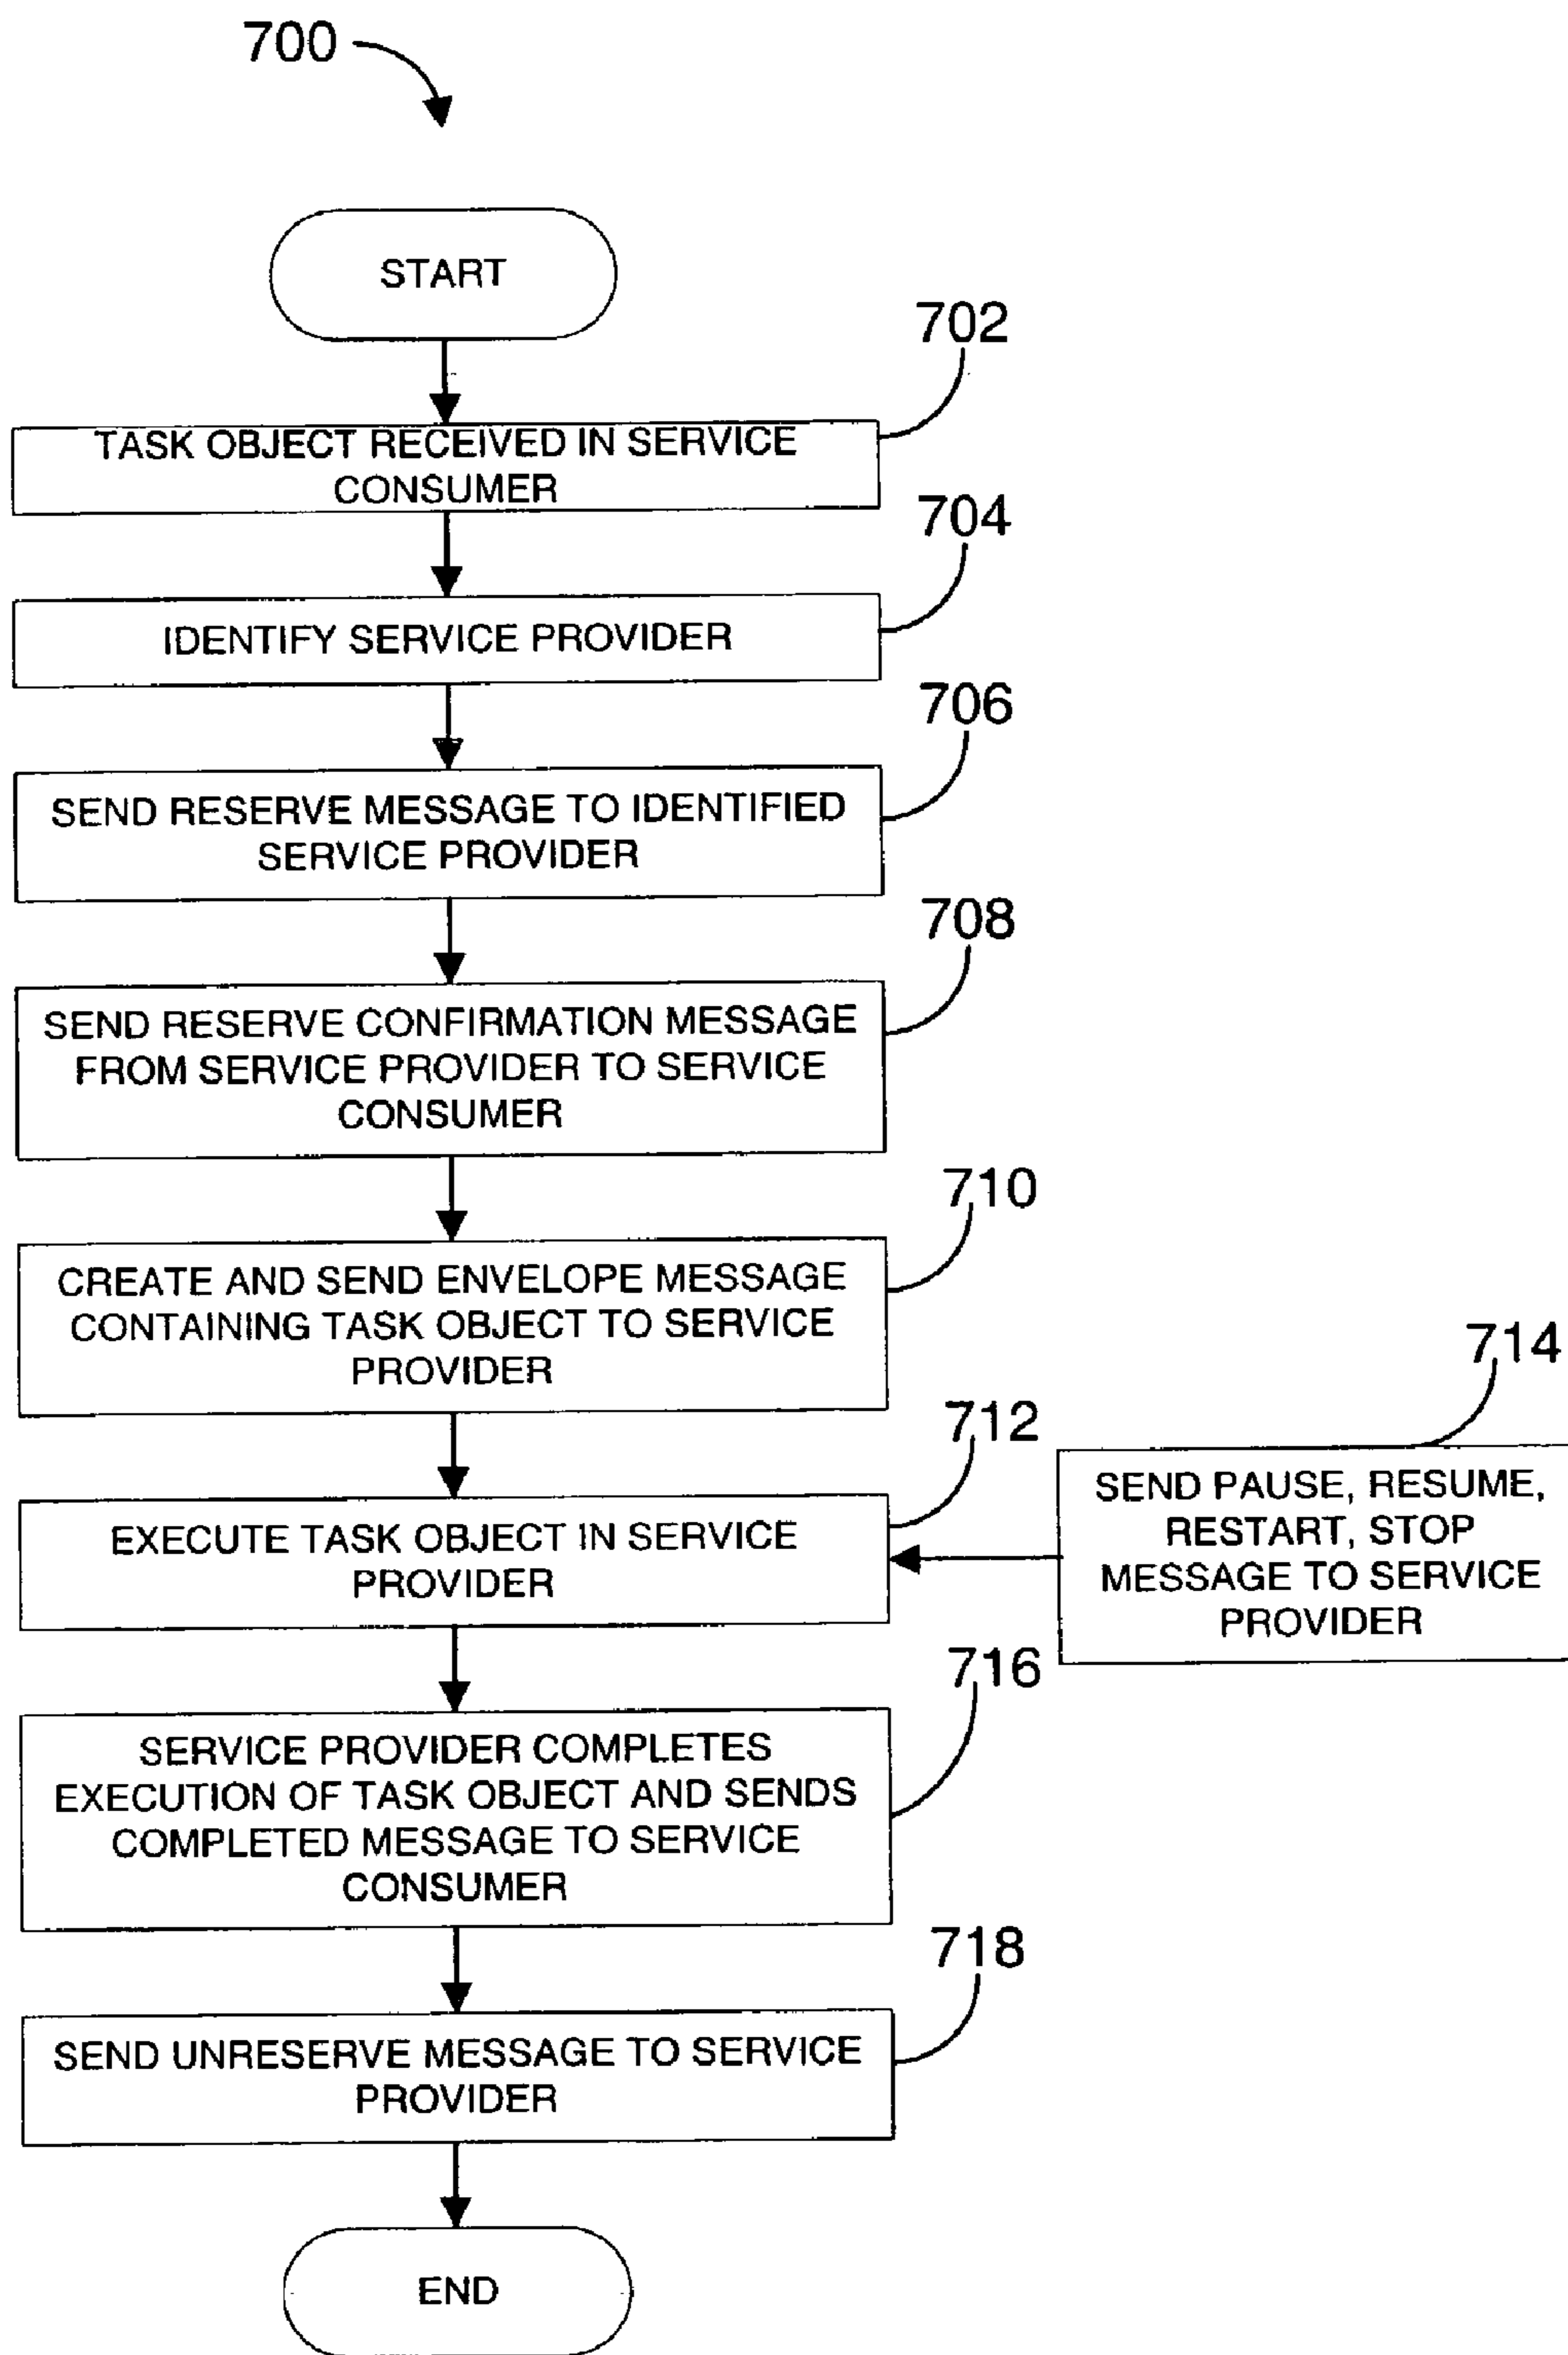 700
START
702
TASK OBJECT RECEIVED IN SERVICE
CONSUMER
704
IDENTIFY SERVICE PROVIDER
706
SEND RESERVE MESSAGE TO IDENTIFIED
SERVICE PROVIDER
708
SEND RESERVE CONFIRMATION MESSAGE
FROM SERVICE PROVIDER TO SERVICE
CONSUMER
710
CREATE AND SEND ENVELOPE MESSAGE
CONTAINING TASK OBJECT TO SERVICE
PROVIDER
712
EXECUTE TASK OBJECT IN SERVICE
PROVIDER
714
SEND PAUSE, RESUME,
RESTART, STOP
MESSAGE TO SERVICE
PROVIDER
716
SERVICE PROVIDER COMPLETES
EXECUTION OF TASK OBJECT AND SENDS
COMPLETED MESSAGE TO SERVICE
CONSUMER
718
SEND UNRESERVE MESSAGE TO SERVICE
PROVIDER
END